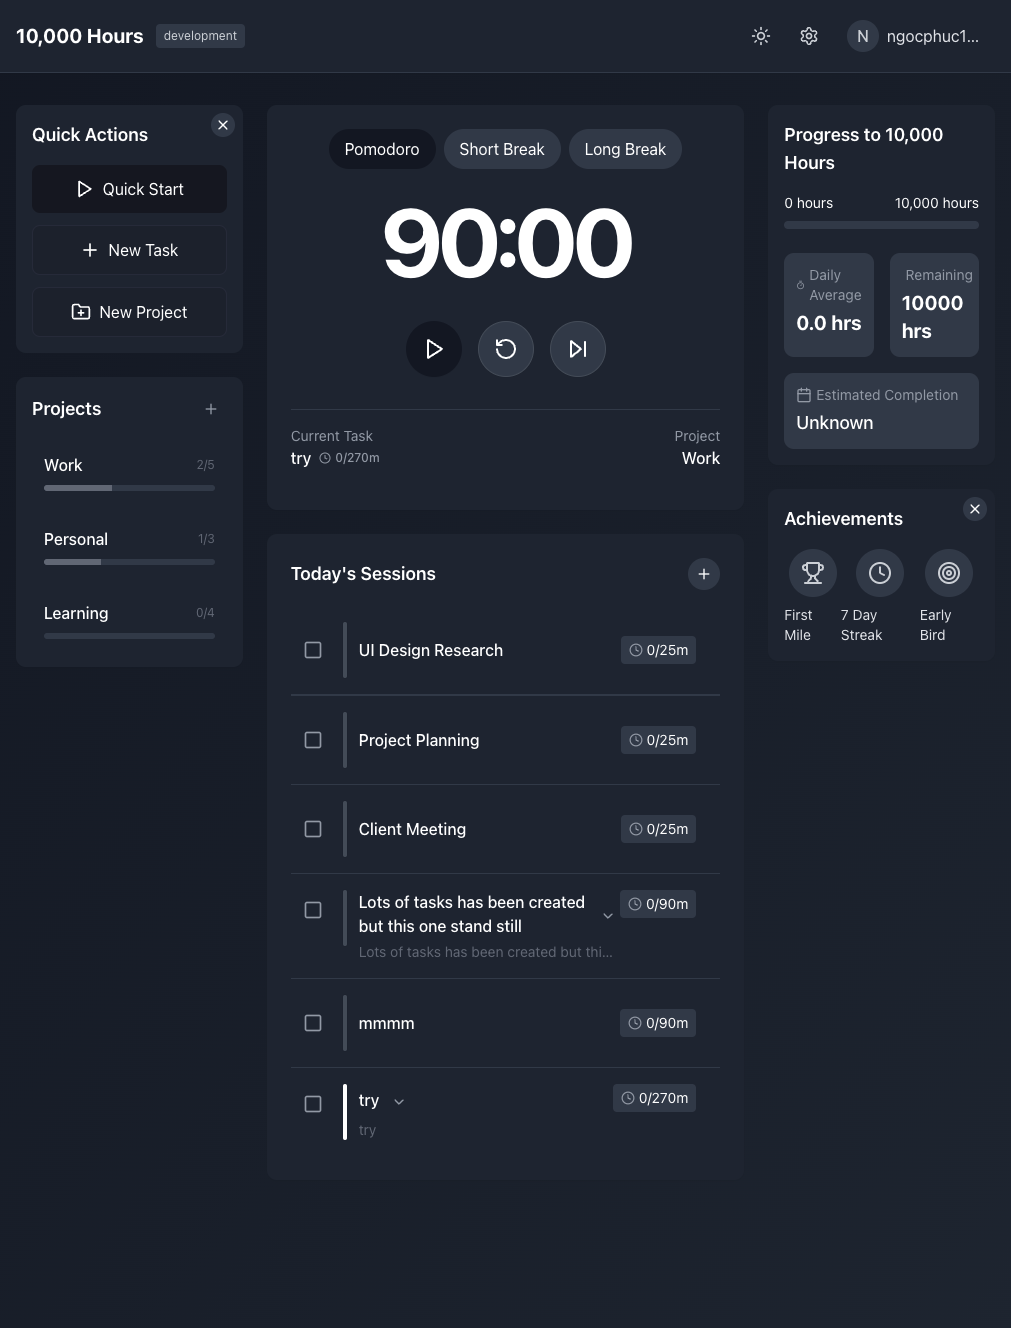 10,000 Hours development ngocphuc1...
N
Quick Actions
Quick Start
New Task
New Project
Projects
Work 2/5
Personal 1/3
Learning 0/4
Pomodoro Short Break Long Break
90:00
Current Task Project
try 0/270m Work
Today's Sessions
UI Design Research 0/25m
Project Planning 0/25m
Client Meeting 0/25m
Lots of tasks has been created 0/90m
but this one stand still
Lots of tasks has been created but thi...
mmmm 0/90m
try 0/270m
try
Progress to 10,000
Hours
0 hours 10,000 hours
Daily
Average
0.0 hrs
Remaining
10000
hrs
Estimated Completion
Unknown
Achievements
First
Mile
7 Day
Streak
Early
Bird